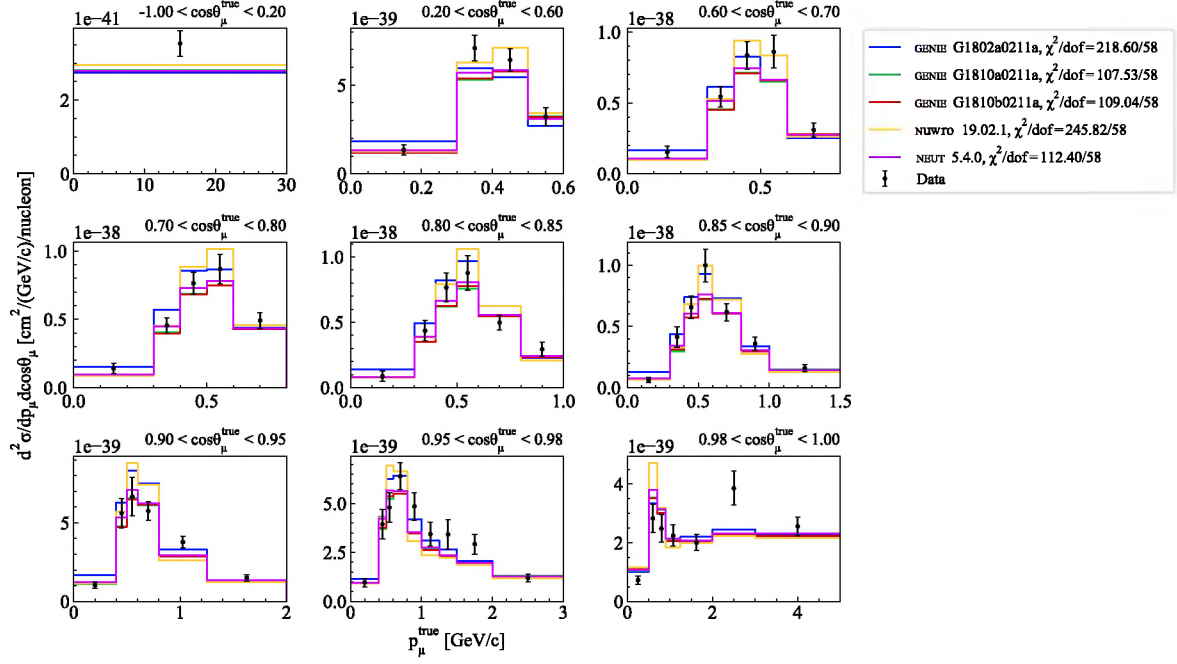 1e−41 -1.00 < cosθ_μ^true < 0.20
1e−39 0.20 < cosθ_μ^true < 0.60
1e−38 0.60 < cosθ_μ^true < 0.70
4
2
0
0 10 20 30
5
0
0.0 0.2 0.4 0.6
1.0
0.5
0.0
0.0 0.5
GENIE G1802a0211a, χ²/dof=218.60/58
GENIE G1810a0211a, χ²/dof=107.53/58
GENIE G1810b0211a, χ²/dof=109.04/58
NUWRO 19.02.1, χ²/dof=245.82/58
NEUT 5.4.0, χ²/dof=112.40/58
Data
d²σ/dp_μdcosθ_μ [cm²/(GeV/c)/nucleon]
1e−38 0.70 < cosθ_μ^true < 0.80
1e−38 0.80 < cosθ_μ^true < 0.85
1e−38 0.85 < cosθ_μ^true < 0.90
1.0
0.5
0.0
0.0 0.5
1.0
0.5
0.0
0.0 0.5 1.0
1.0
0.5
0.0
0.0 0.5 1.0 1.5
1e−39 0.90 < cosθ_μ^true < 0.95
1e−39 0.95 < cosθ_μ^true < 0.98
1e−39 0.98 < cosθ_μ^true < 1.00
5
0
0 1 2
5.0
2.5
0.0
0 1 2 3
4
2
0
0 2 4
p_μ^true [GeV/c]